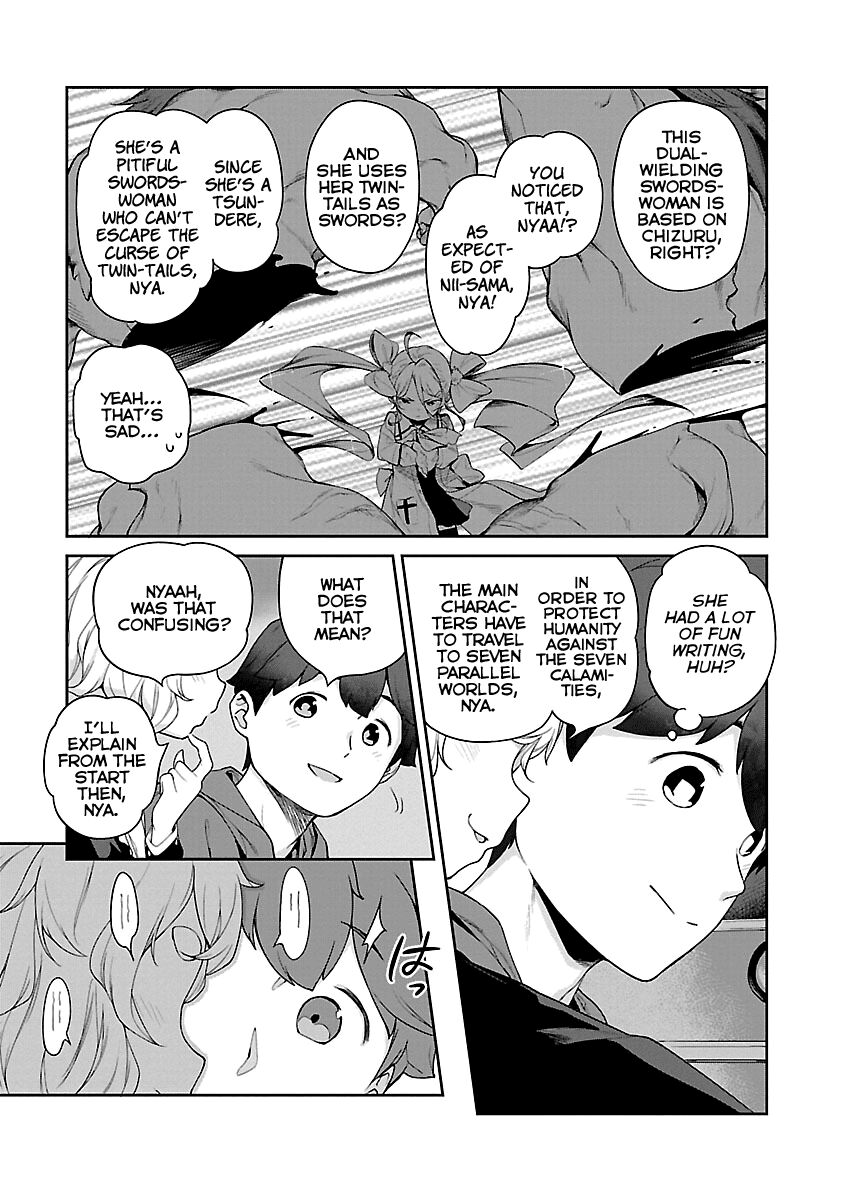 THIS
DUAL-
WIELDING
SWORDS-
WOMAN IS
BASED ON
CHIZURU,
RIGHT?
YOU
NOTICED
THAT,
NYAA!?
AS
EXPECT-
ED OF
NII-SAMA,
NYA!
AND
SHE USES
HER TWIN-
TAILS AS
SWORDS?
SINCE
SHE'S A
TSUN-
DERE,
SHE'S A
PITIFUL
SWORDS-
WOMAN
WHO CAN'T
ESCAPE THE
CURSE OF
TWIN-TAILS,
NYA.
YEAH...
THAT'S
SAD...
SHE
HAD A LOT
OF FUN
WRITING,
HUH?
IN
ORDER TO
PROTECT
HUMANITY
AGAINST
THE SEVEN
CALAMI-
TIES,
THE MAIN
CHARAC-
TERS HAVE
TO TRAVEL
TO SEVEN
PARALLEL
WORLDS,
NYA.
WHAT
DOES
THAT
MEAN?
NYAAH,
WAS THAT
CONFUSING?
I'LL
EXPLAIN
FROM THE
START
THEN,
NYA.
はっ